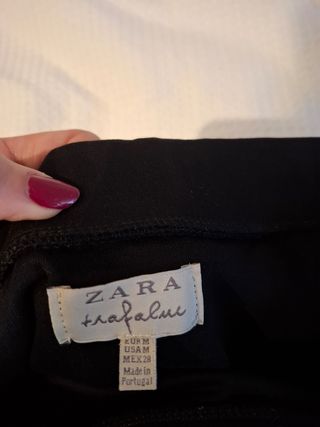 ZARA
trafaluc
EUR M
USA M
MEX 28
Made in
Portugal